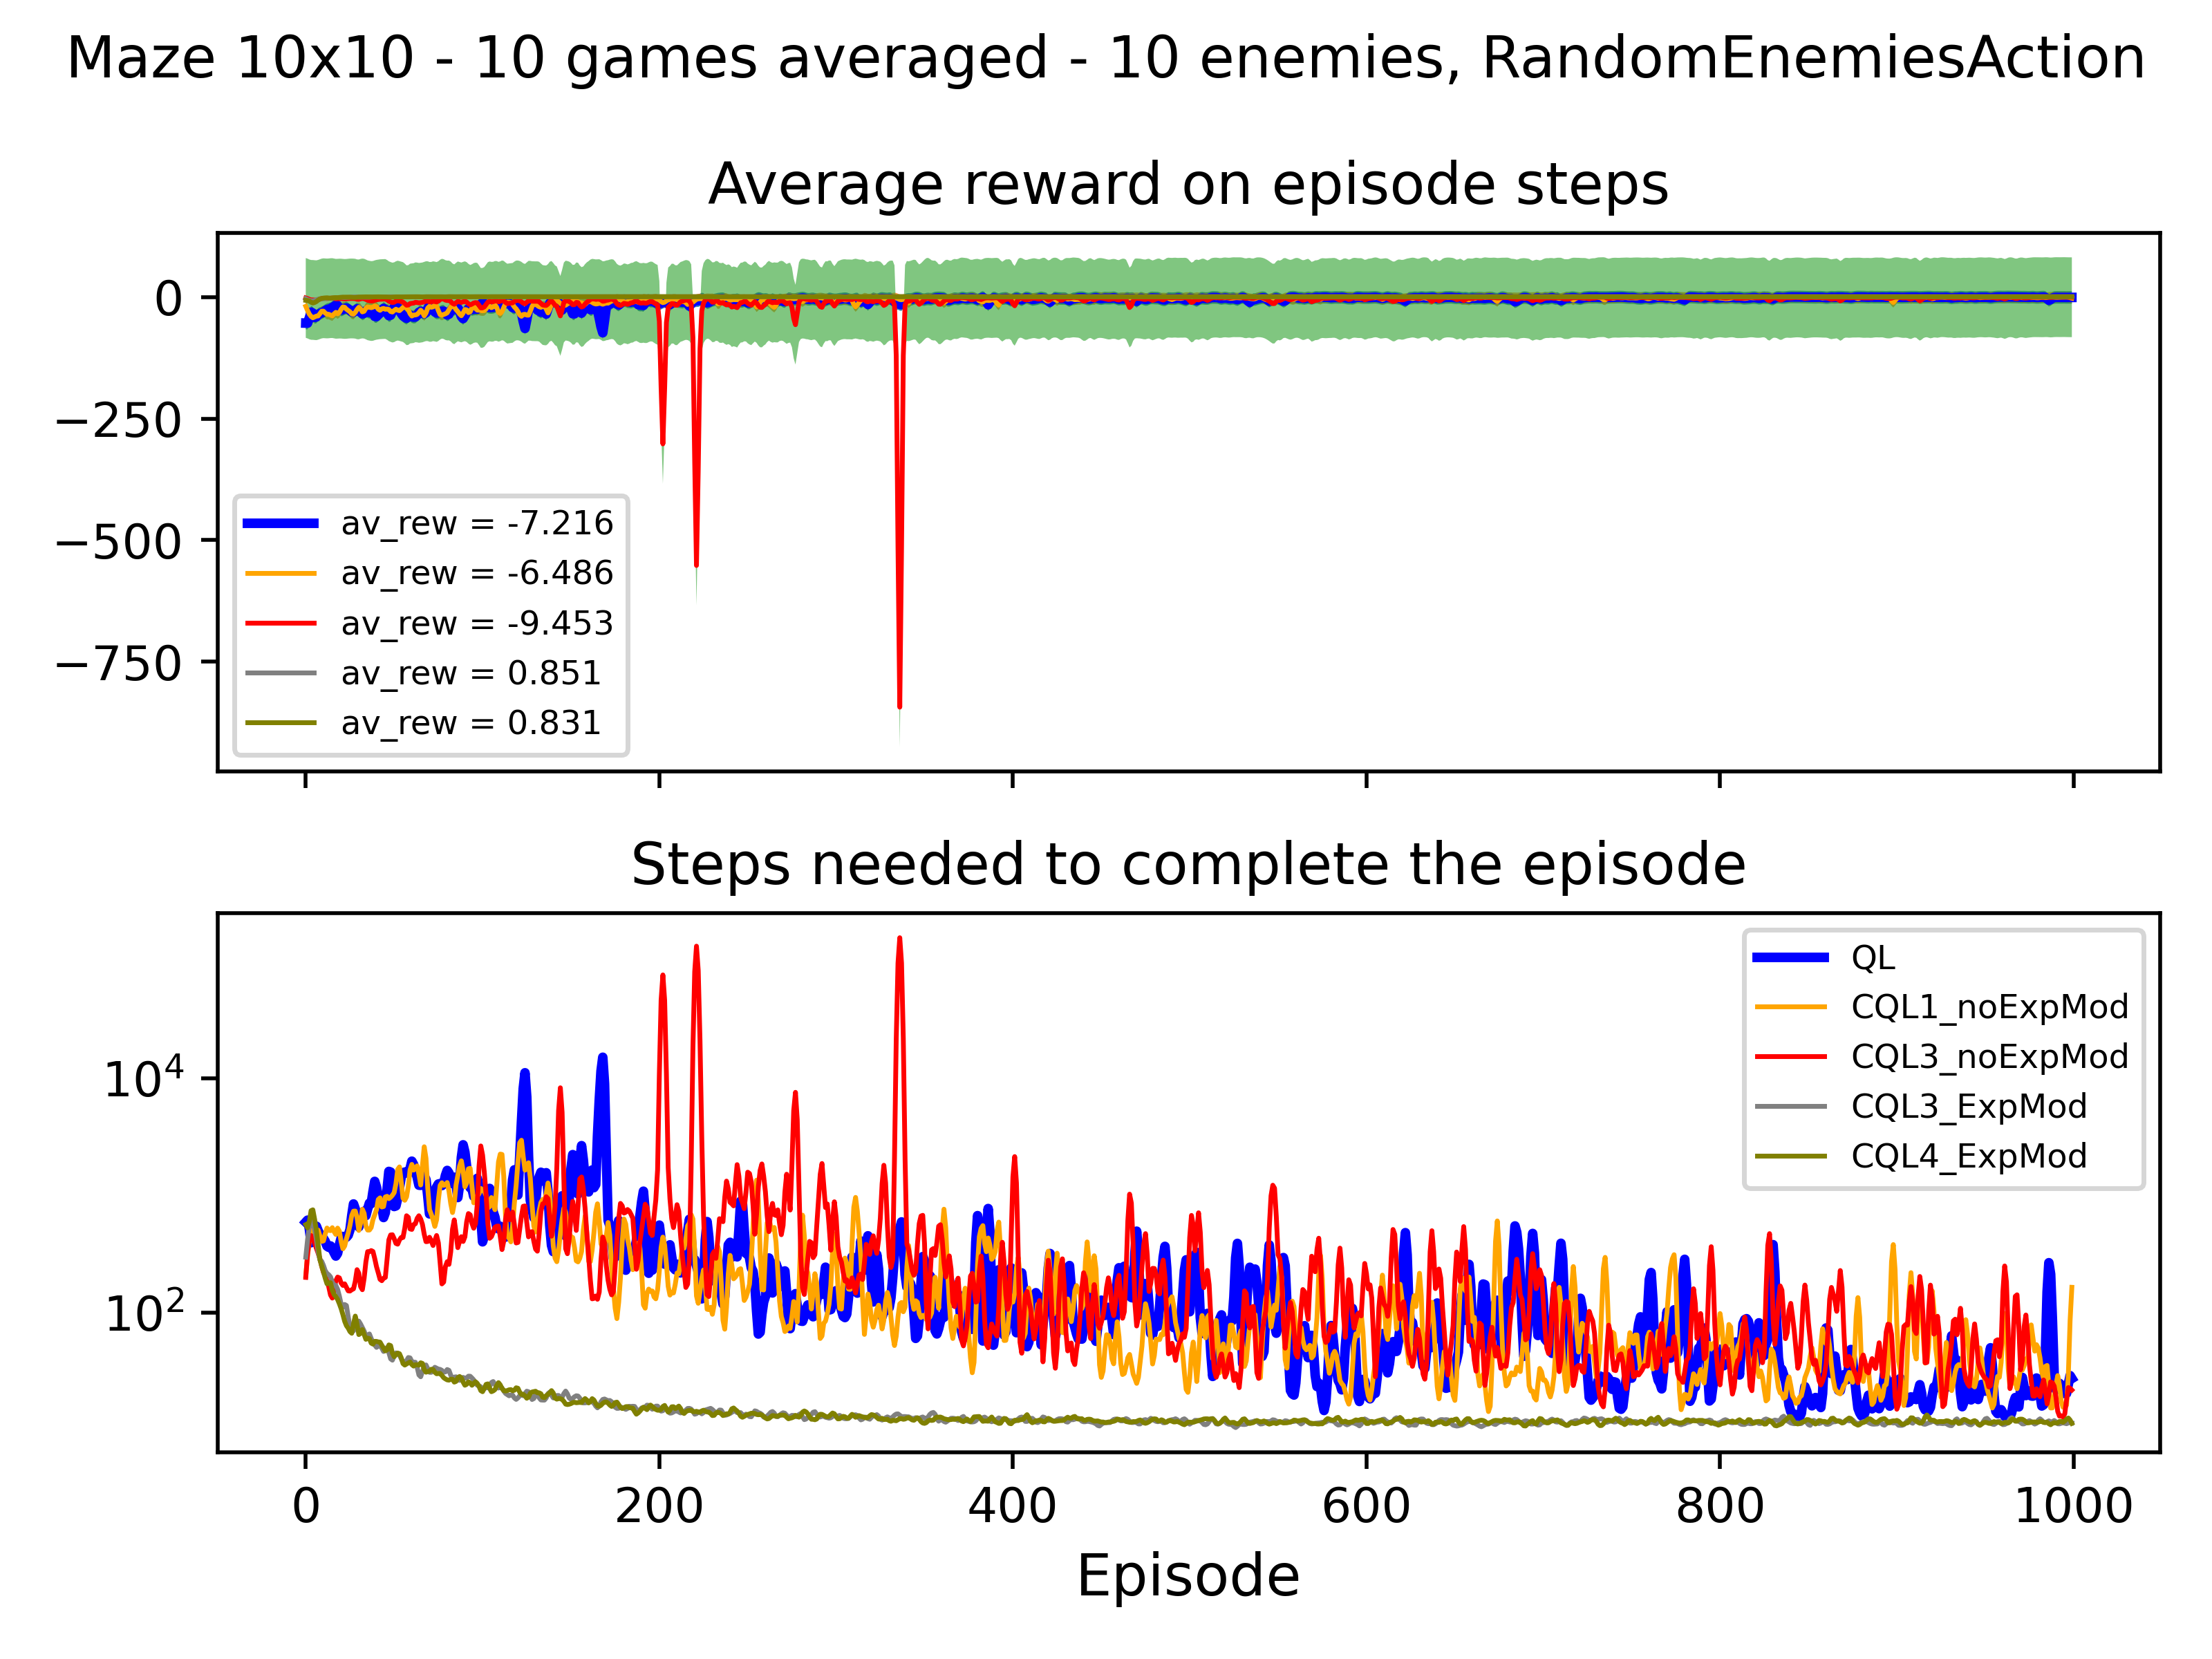 Maze 10x10 - 10 games averaged - 10 enemies, RandomEnemiesAction
Average reward on episode steps
0
−250
−500
−750
av_rew = -7.216
av_rew = -6.486
av_rew = -9.453
av_rew = 0.851
av_rew = 0.831
Steps needed to complete the episode
10⁴
10²
QL
CQL1_noExpMod
CQL3_noExpMod
CQL3_ExpMod
CQL4_ExpMod
0 200 400 600 800 1000
Episode